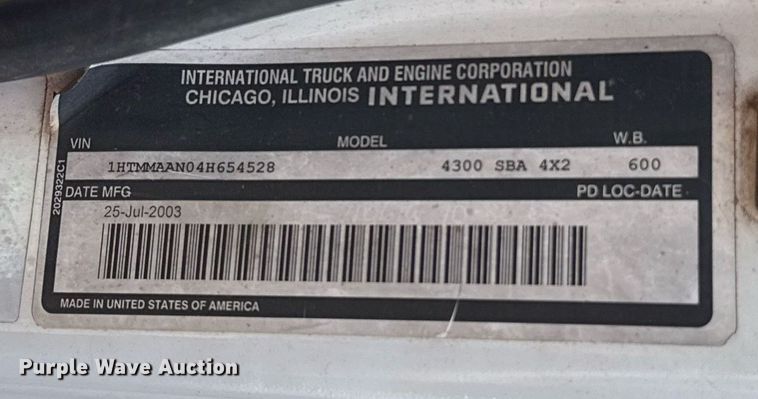 INTERNATIONAL TRUCK AND ENGINE CORPORATION
CHICAGO, ILLINOIS INTERNATIONAL
VIN MODEL W.B.
1HTMMAAN04H654528 4300 SBA 4X2 600
DATE MFG PD LOC-DATE
25-Jul-2003
2029322C1
MADE IN UNITED STATES OF AMERICA
Purple Wave Auction